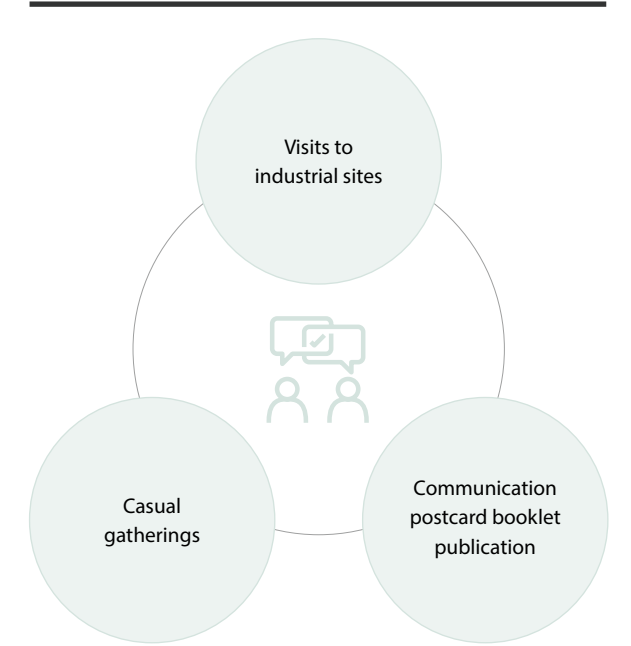 Visits to
industrial sites
Casual
gatherings
Communication
postcard booklet
publication